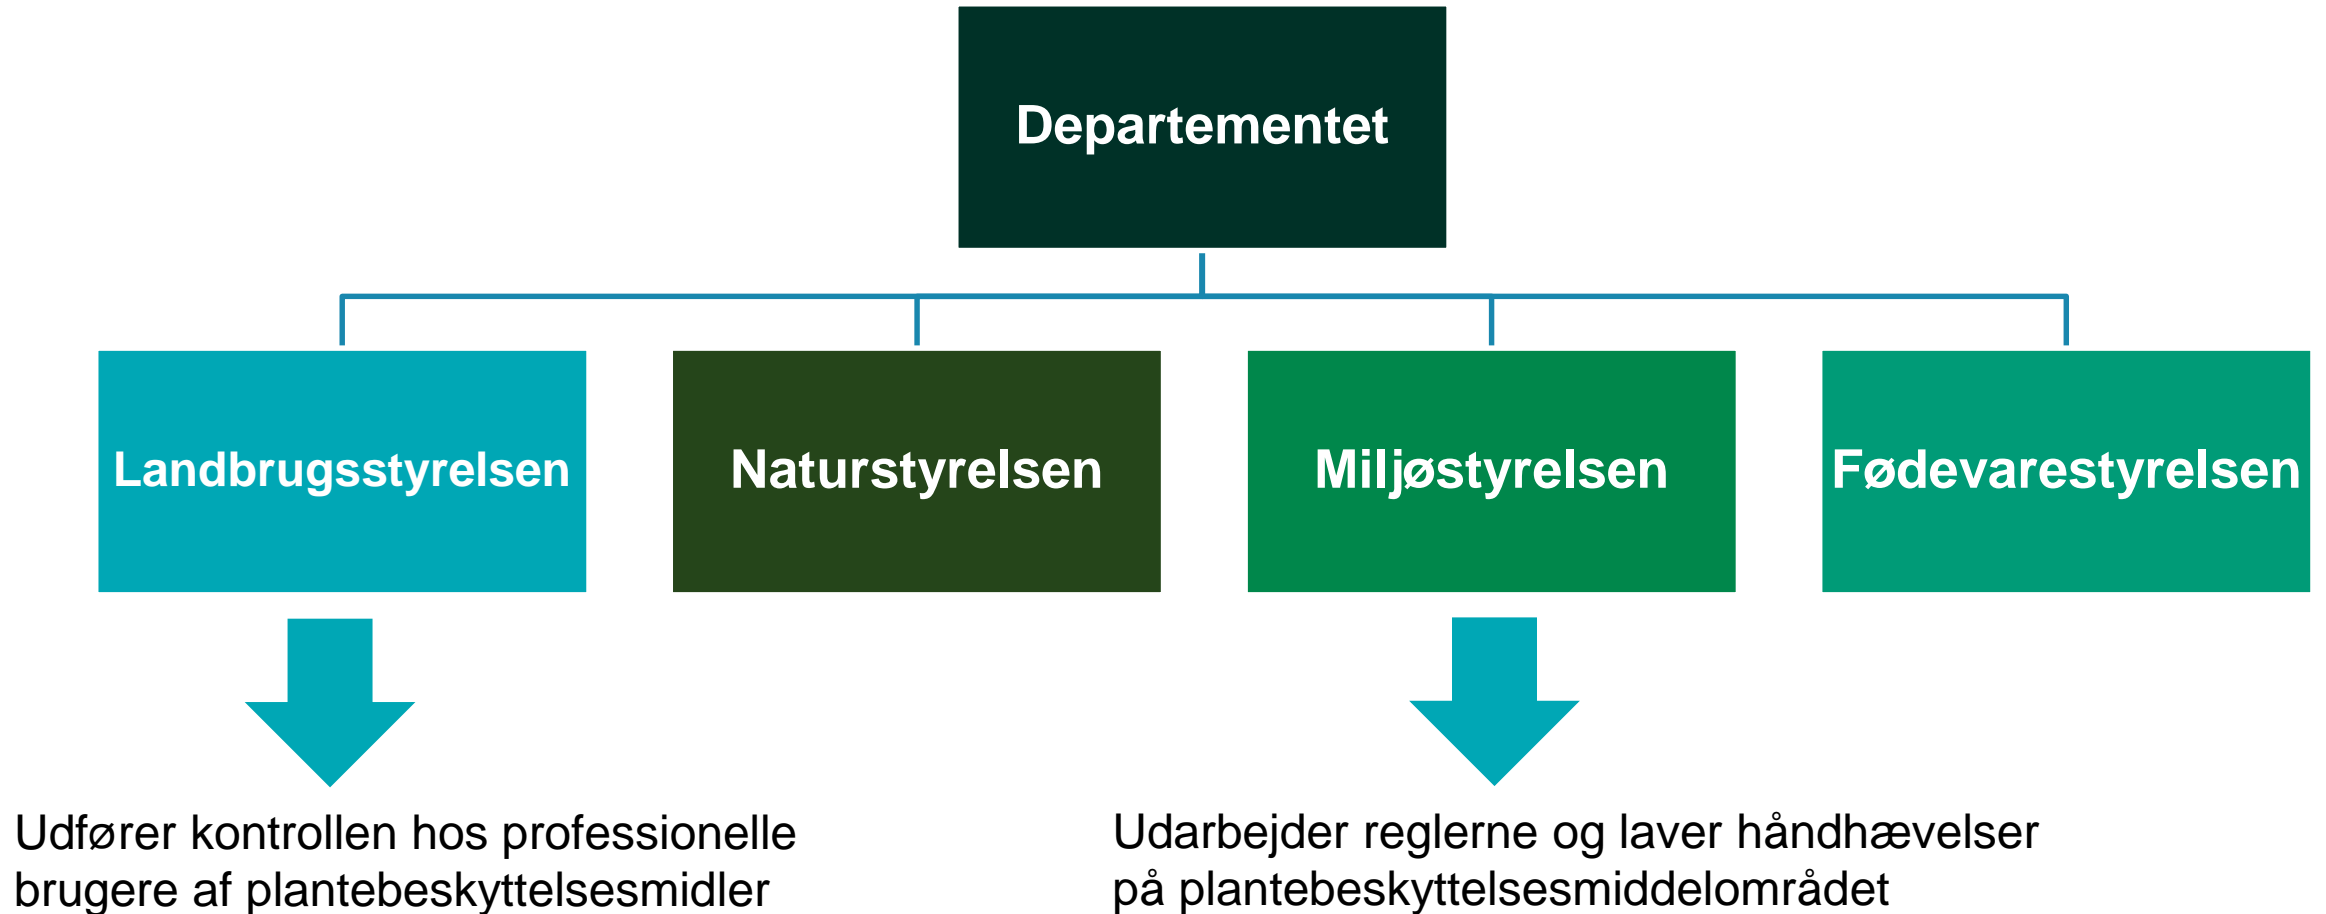 Departementet
Landbrugsstyrelsen
Naturstyrelsen
Miljøstyrelsen
Fødevarestyrelsen
Udfører kontrollen hos professionelle
brugere af plantebeskyttelsesmidler
Udarbejder reglerne og laver håndhævelser
på plantebeskyttelsesmiddelområdet